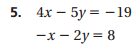 5. 4x − 5y = −19
−x − 2y = 8